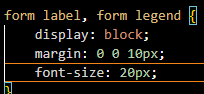 form label, form legend {
display: block;
margin: 0 0 10px;
font-size: 20px;
}